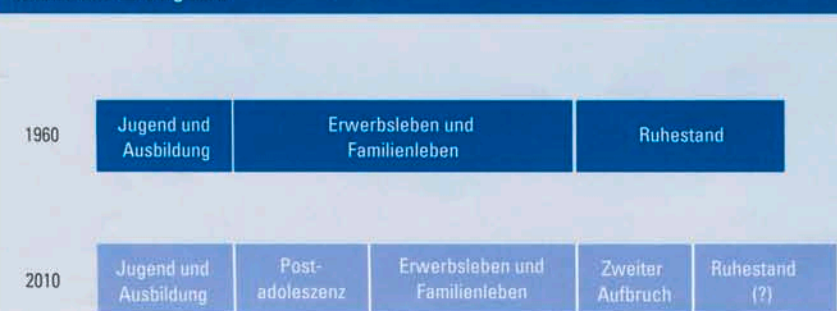 1960
Jugend und
Ausbildung
Erwerbsleben und
Familienleben
Ruhestand
2010
Jugend und
Ausbildung
Post-
adoleszenz
Erwerbsleben und
Familienleben
Zweiter
Aufbruch
Ruhestand
(?)